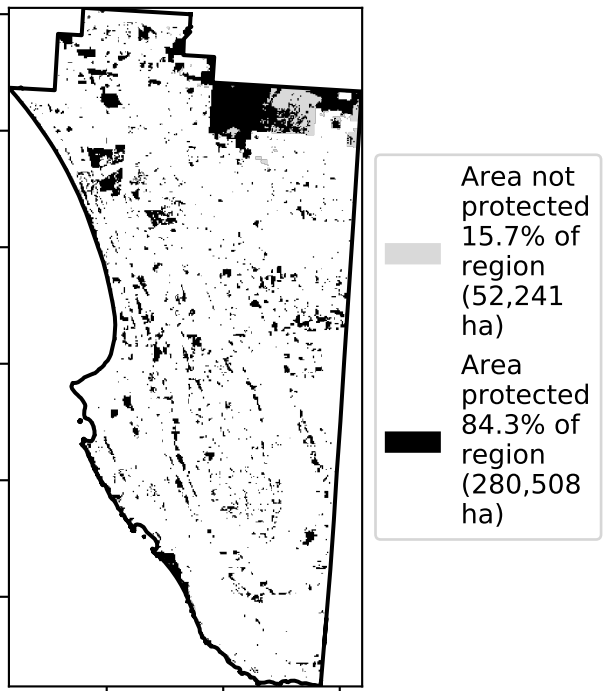 Area not
protected
15.7% of
region
(52,241
ha)
Area
protected
84.3% of
region
(280,508
ha)